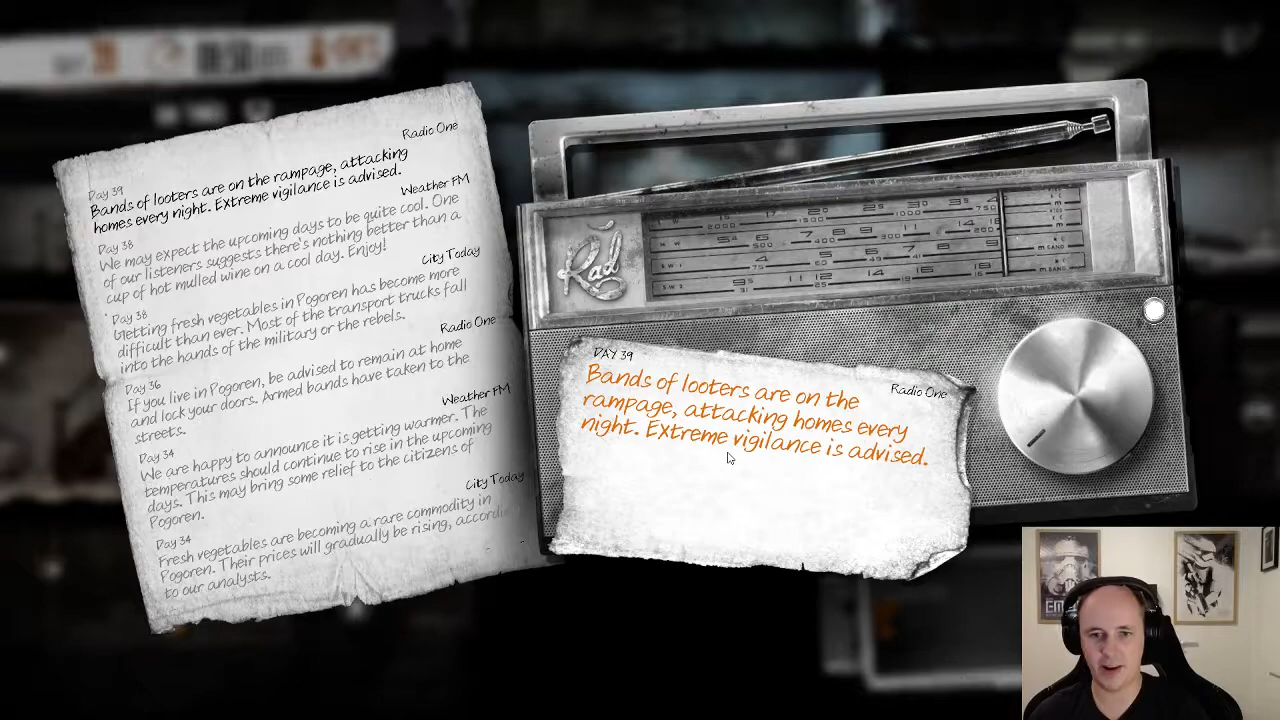 Radio One
Day 39
Bands of looters are on the rampage, attacking
homes every night. Extreme vigilance is advised.
Weather FM
Day 38
We may expect the upcoming days to be quite cool. One
of our listeners suggests there's nothing better than a
cup of hot mulled wine on a cool day. Enjoy!
City Today
Day 38
Getting fresh vegetables in Pogoren has become more
difficult than ever. Most of the transport trucks fall
into the hands of the military or the rebels.
Radio One
Day 36
If you live in Pogoren, be advised to remain at home
and lock your doors. Armed bands have taken to the
streets.
Weather FM
Day 34
We are happy to announce it is getting warmer. The
temperatures should continue to rise in the upcoming
days. This may bring some relief to the citizens of
Pogoren.
City Today
Day 34
Fresh vegetables are becoming a rare commodity in
Pogoren. Their prices will gradually be rising,
to our analysts.
Rad
DAY 39
Radio One
Bands of looters are on the
rampage, attacking homes every
night. Extreme vigilance is advised.